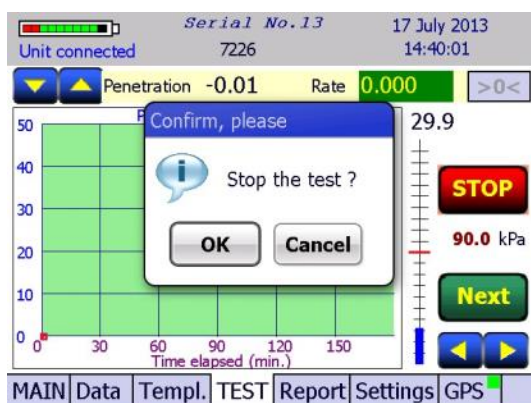 Serial No.13
17 July 2013
Unit connected
7226
14:40:01
Penetration -0.01 Rate 0.000 >0<
Confirm, please
29.9
Stop the test ?
OK Cancel
STOP
90.0 kPa
Next
50
40
30
20
10
0
0 30 60 90 120 150
Time elapsed (min.)
MAIN Data Templ. TEST Report Settings GPS